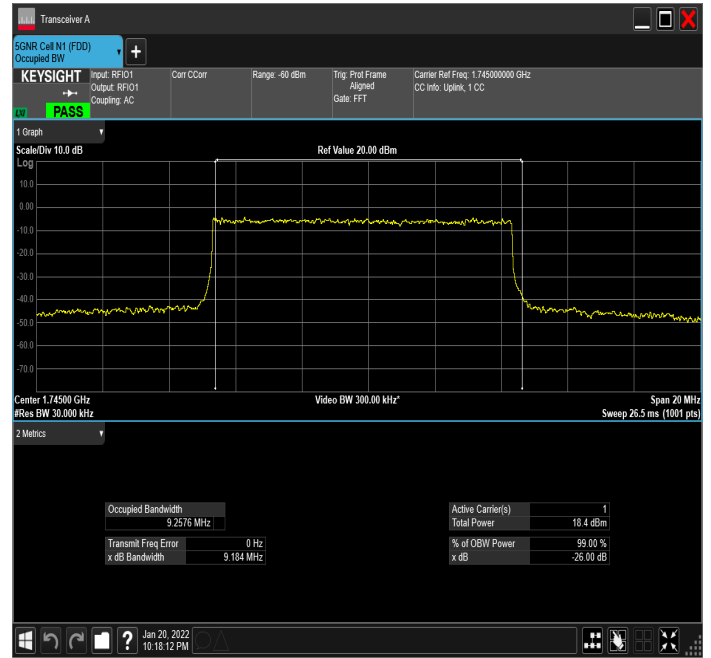 Transceiver A
5GNR Cell N1 (FDD)
Occupied BW
KEYSIGHT
LXI
PASS
Input: RFIO1
Output: RFIO1
Coupling: AC
Corr CCorr
Range: -60 dBm
Trig: Prot Frame
Aligned
Gate: FFT
Carrier Ref Freq: 1.745000000 GHz
CC Info: Uplink, 1 CC
1 Graph
Scale/Div 10.0 dB
Ref Value 20.00 dBm
Log
10.0
0.00
-10.0
-20.0
-30.0
-40.0
-50.0
-60.0
-70.0
Center 1.74500 GHz
Video BW 300.00 kHz*
Span 20 MHz
#Res BW 30.000 kHz
Sweep 26.5 ms (1001 pts)
2 Metrics
Occupied Bandwidth
9.2576 MHz
Transmit Freq Error 0 Hz
x dB Bandwidth 9.184 MHz
Active Carrier(s) 1
Total Power 18.4 dBm
% of OBW Power 99.00 %
x dB -26.00 dB
?
Jan 20, 2022
10:18:12 PM